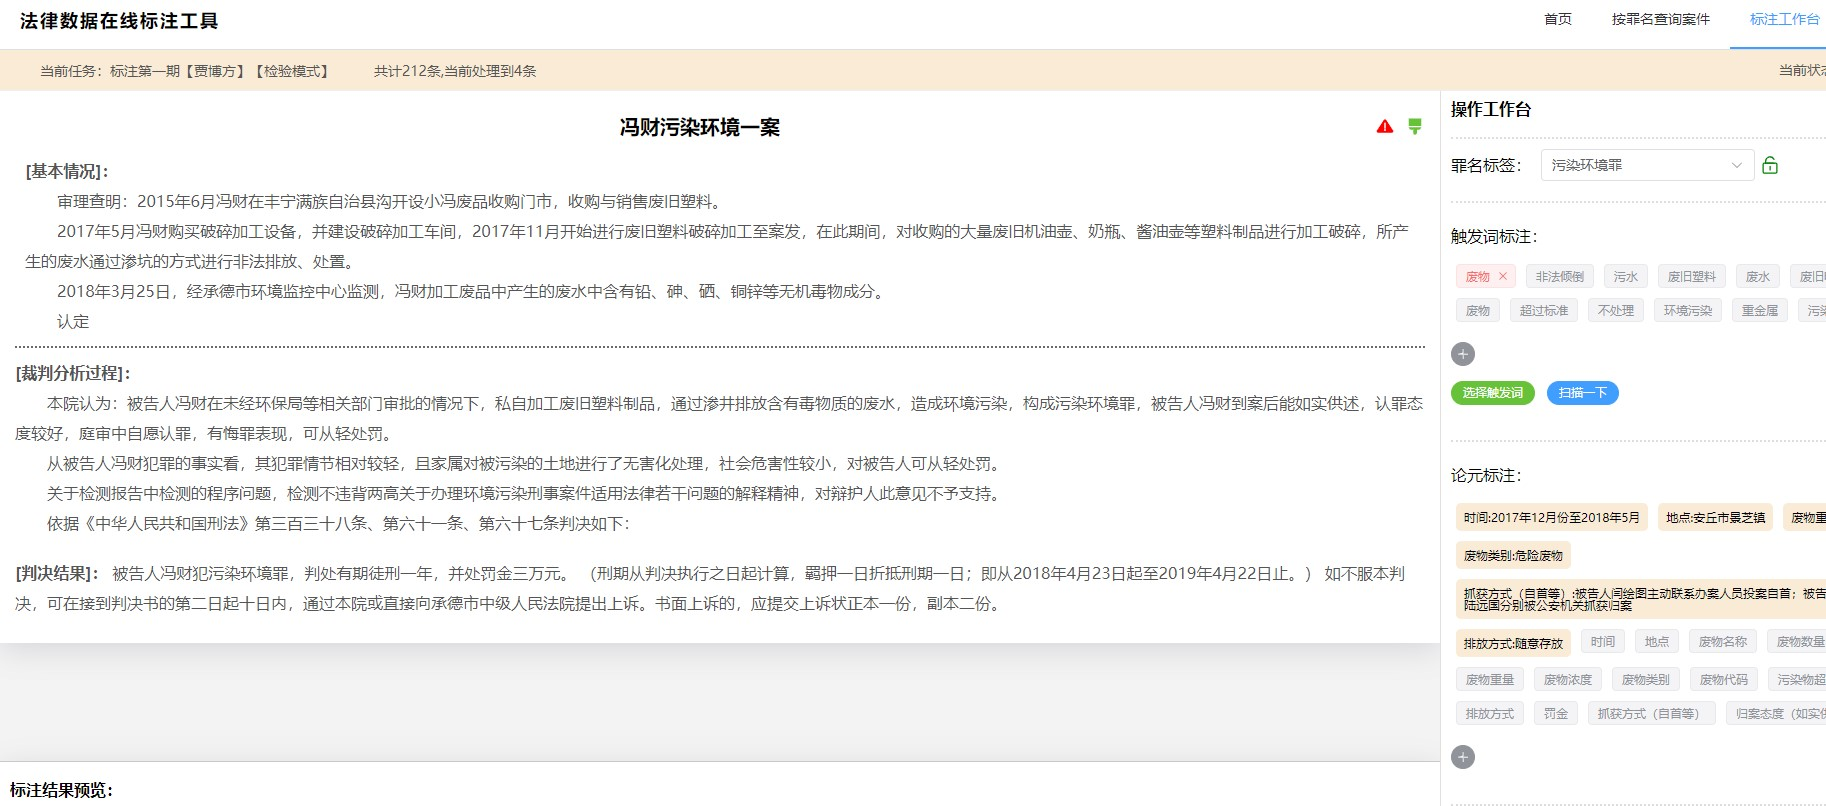 法律数据在线标注工具
首页 按罪名查询案件 标注工作台
当前任务：标注第一期【贾博方】【检验模式】 共计212条,当前处理到4条 当前状态
冯财污染环境一案
[基本情况]：
审理查明：2015年6月冯财在丰宁满族自治县沟开设小冯废品收购门市，收购与销售废旧塑料。
2017年5月冯财购买破碎加工设备，并建设破碎加工车间，2017年11月开始进行废旧塑料破碎加工至案发，在此期间，对收购的大量废旧机油壶、奶瓶、酱油壶等塑料制品进行加工破碎，所产
生的废水通过渗坑的方式进行非法排放、处置。
2018年3月25日，经承德市环境监控中心监测，冯财加工废品中产生的废水中含有铅、砷、硒、铜锌等无机毒物成分。
认定
[裁判分析过程]：
本院认为：被告人冯财在未经环保局等相关部门审批的情况下，私自加工废旧塑料制品，通过渗井排放含有毒物质的废水，造成环境污染，构成污染环境罪，被告人冯财到案后能如实供述，认罪态
度较好，庭审中自愿认罪，有悔罪表现，可从轻处罚。
从被告人冯财犯罪的事实看，其犯罪情节相对较轻，且家属对被污染的土地进行了无害化处理，社会危害性较小，对被告人可从轻处罚。
关于检测报告中检测的程序问题，检测不违背两高关于办理环境污染刑事案件适用法律若干问题的解释精神，对辩护人此意见不予支持。
依据《中华人民共和国刑法》第三百三十八条、第六十一条、第六十七条判决如下：
[判决结果]： 被告人冯财犯污染环境罪，判处有期徒刑一年，并处罚金三万元。 （刑期从判决执行之日起计算，羁押一日折抵刑期一日；即从2018年4月23日起至2019年4月22日止。） 如不服本判
决，可在接到判决书的第二日起十日内，通过本院或直接向承德市中级人民法院提出上诉。书面上诉的，应提交上诉状正本一份，副本二份。
标注结果预览：
操作工作台
罪名标签： 污染环境罪
触发词标注：
废物 非法倾倒 污水 废旧塑料 废水 废旧
废物 超过标准 不处理 环境污染 重金属 污染
选择触发词 扫描一下
论元标注：
时间:2017年12月份至2018年5月 地点:安丘市景芝镇 废物重
废物类别:危险废物
抓获方式（自首等）:被告人闫绘图主动联系办案人员投案自首；被告
陆远国分别被公安机关抓获归案
排放方式:随意存放 时间 地点 废物名称 废物数量
废物重量 废物浓度 废物类别 废物代码 污染物超
排放方式 罚金 抓获方式（自首等） 归案态度（如实供